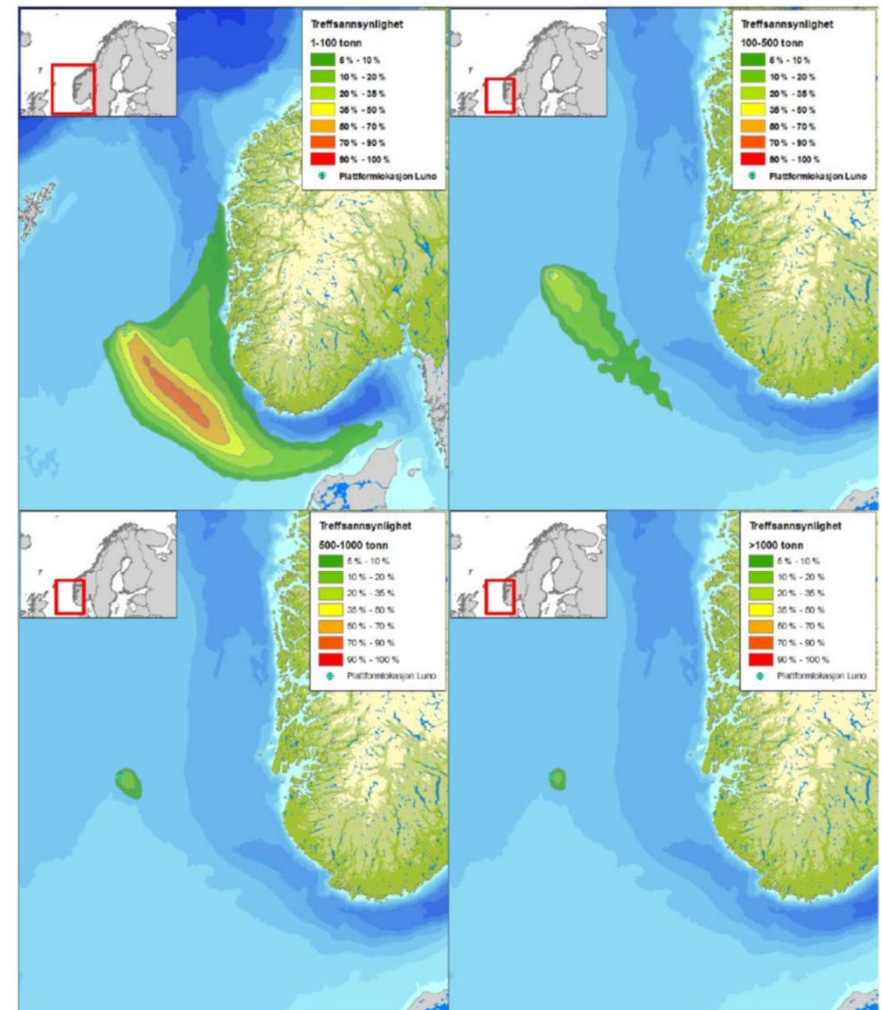 Treffsannsynlighet
1-100 tonn
5 % - 10 %
10 % - 20 %
20 % - 35 %
35 % - 50 %
50 % - 70 %
70 % - 90 %
90 % - 100 %
Plattformlokasjon Luno
Treffsannsynlighet
100-500 tonn
5 % - 10 %
10 % - 20 %
20 % - 35 %
35 % - 50 %
50 % - 70 %
70 % - 90 %
90 % - 100 %
Plattformlokasjon Luno
Treffsannsynlighet
500-1000 tonn
5 % - 10 %
10 % - 20 %
20 % - 35 %
35 % - 50 %
50 % - 70 %
70 % - 90 %
90 % - 100 %
Plattformlokasjon Luno
Treffsannsynlighet
>1000 tonn
5 % - 10 %
10 % - 20 %
20 % - 35 %
35 % - 50 %
50 % - 70 %
70 % - 90 %
90 % - 100 %
Plattformlokasjon Luno